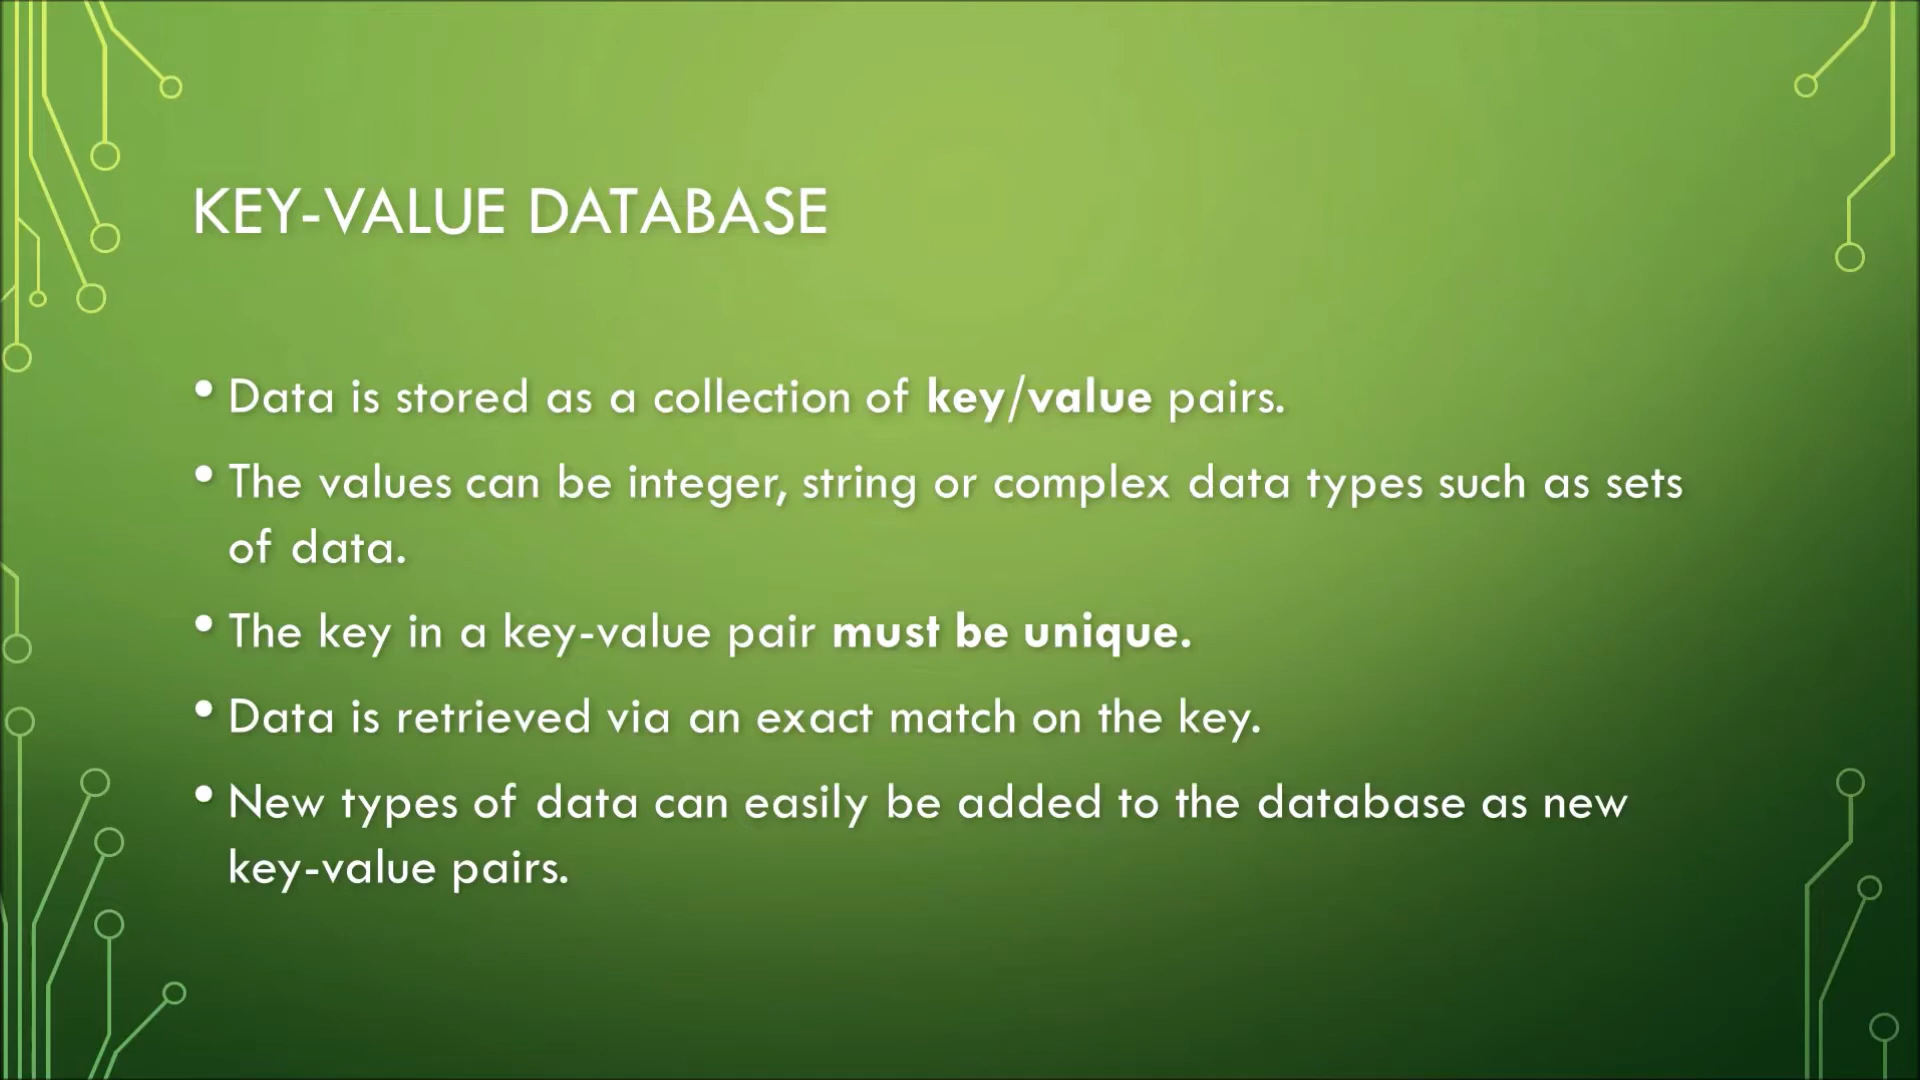 KEY-VALUE DATABASE
• Data is stored as a collection of key/value pairs.
• The values can be integer, string or complex data types such as sets
of data.
• The key in a key-value pair must be unique.
• Data is retrieved via an exact match on the key.
• New types of data can easily be added to the database as new
key-value pairs.